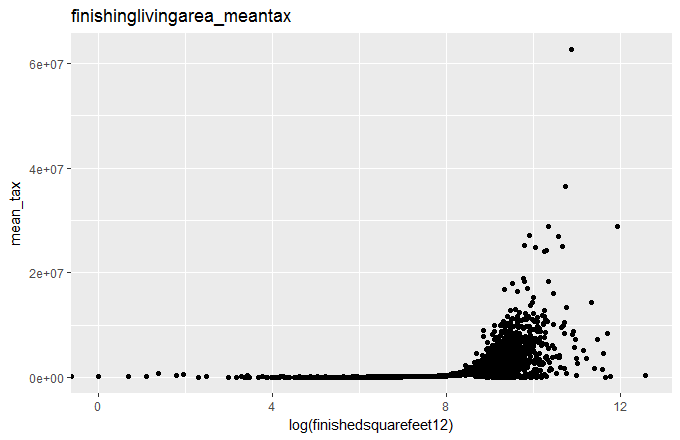 finishinglivingarea_meantax
6e+07
4e+07
2e+07
0e+00
mean_tax
0 4 8 12
log(finishedsquarefeet12)